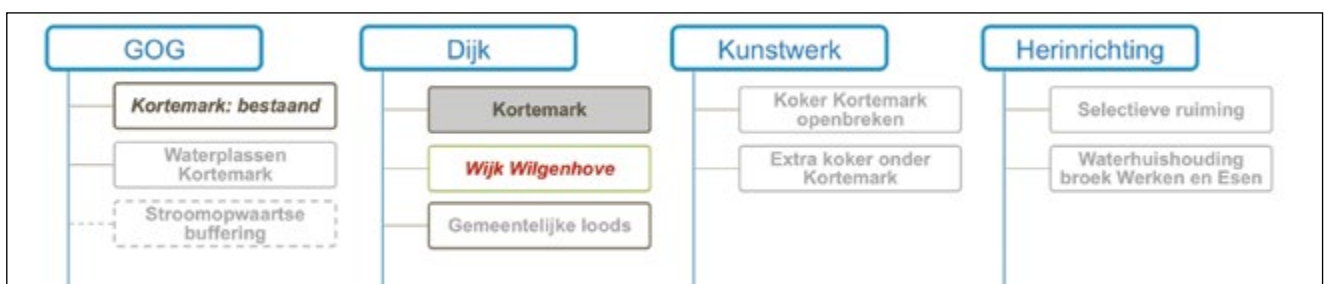 GOG
Kortemark: bestaand
Waterplassen
Kortemark
Stroomopwaartse
buffering
Dijk
Kortemark
Wijk Wilgenhove
Gemeentelijke loods
Kunstwerk
Koker Kortemark
openbreken
Extra koker onder
Kortemark
Herinrichting
Selectieve ruiming
Waterhuishouding
broek Werken en Esen